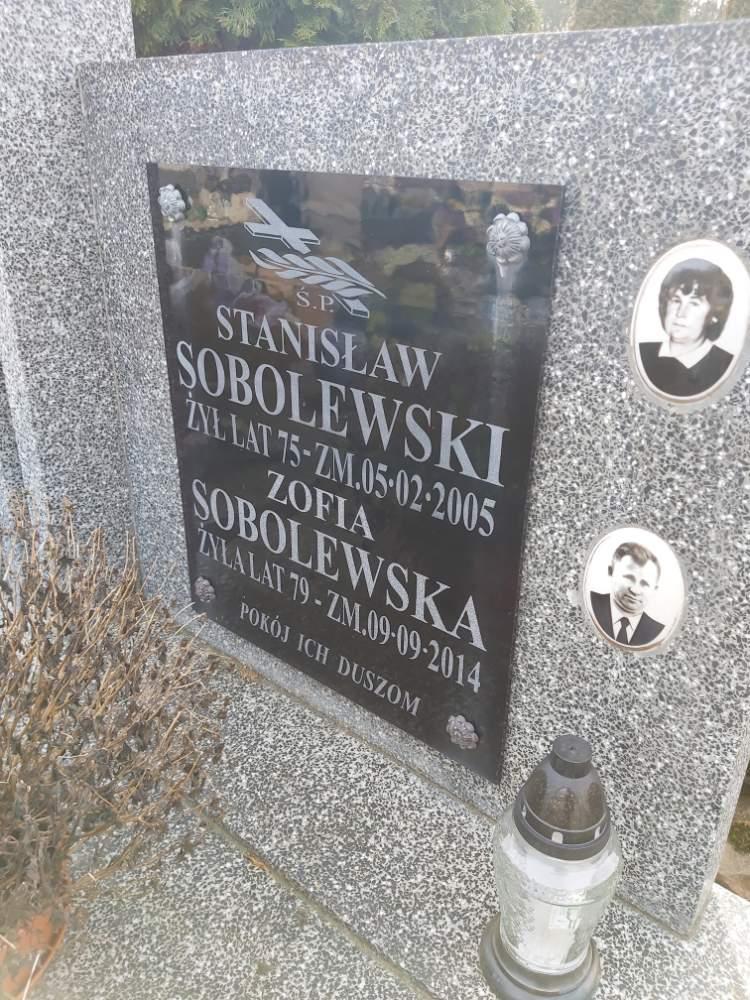 Ś.P.
STANISŁAW
SOBOLEWSKI
ŻYŁ LAT 75 - ZM.05·02·2005
ZOFIA
SOBOLEWSKA
ŻYŁA LAT 79 - ZM.09·09·2014
POKÓJ ICH DUSZOM